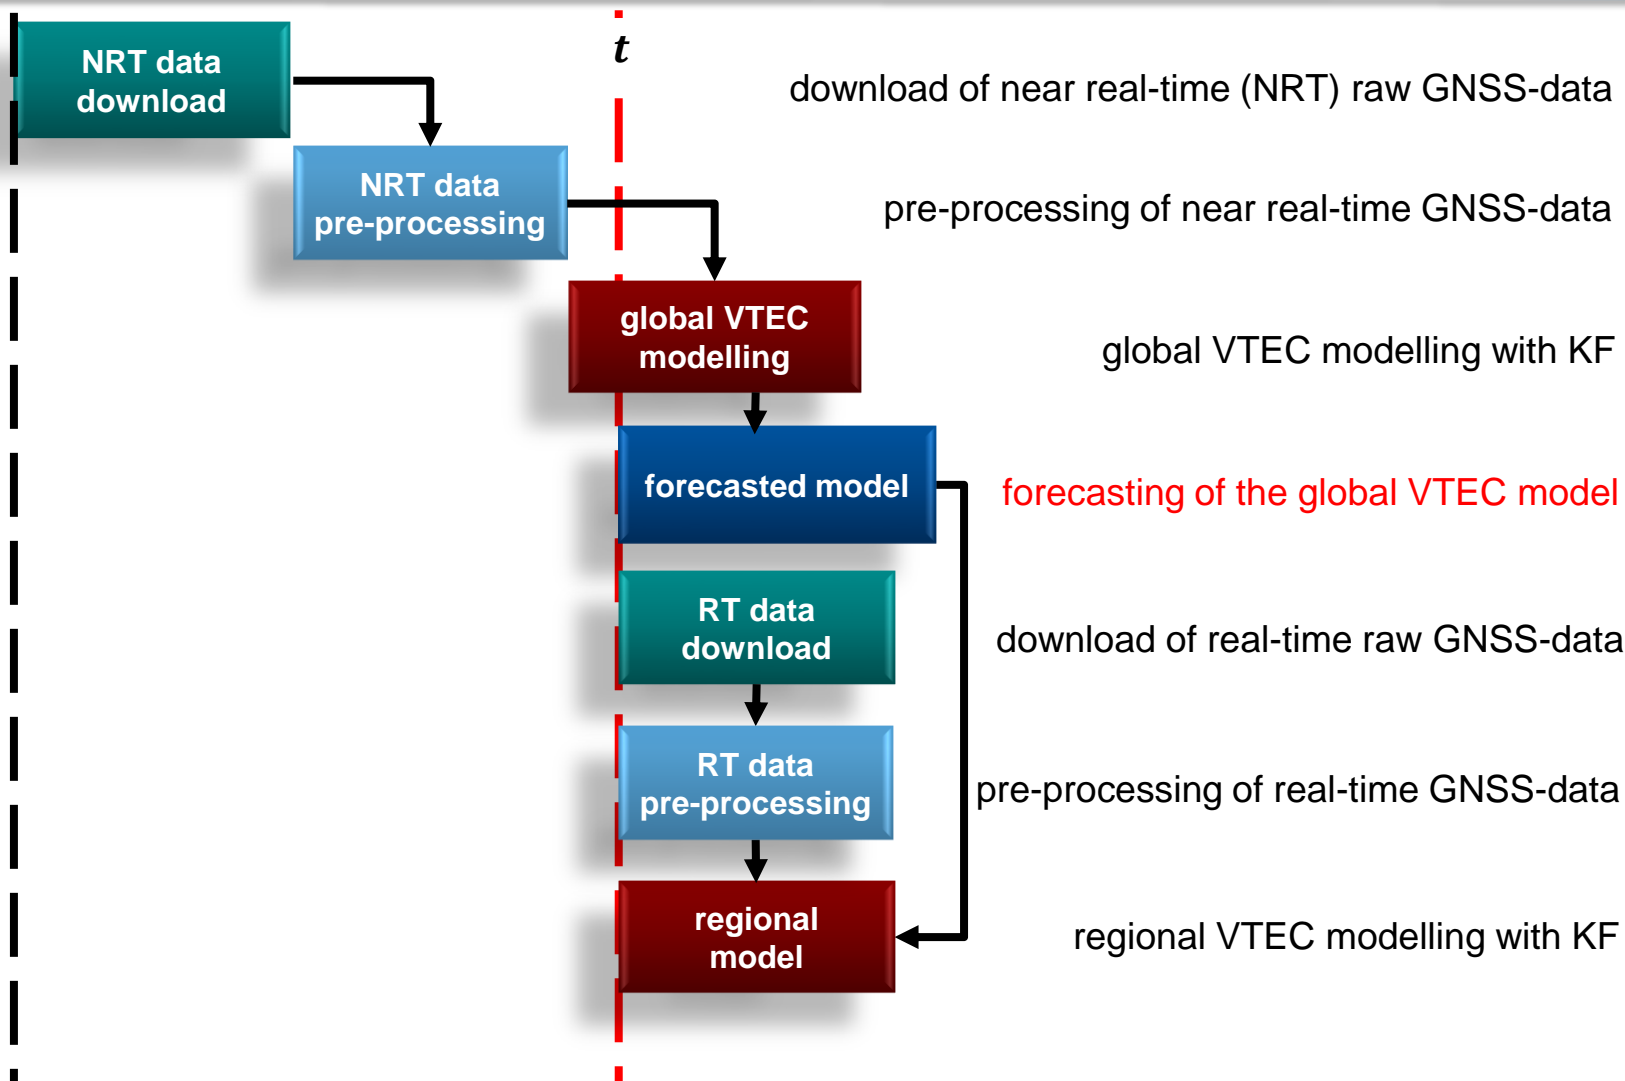 t
NRT data
download
download of near real-time (NRT) raw GNSS-data
NRT data
pre-processing
pre-processing of near real-time GNSS-data
global VTEC
modelling
global VTEC modelling with KF
forecasted model
forecasting of the global VTEC model
RT data
download
download of real-time raw GNSS-data
RT data
pre-processing
pre-processing of real-time GNSS-data
regional
model
regional VTEC modelling with KF